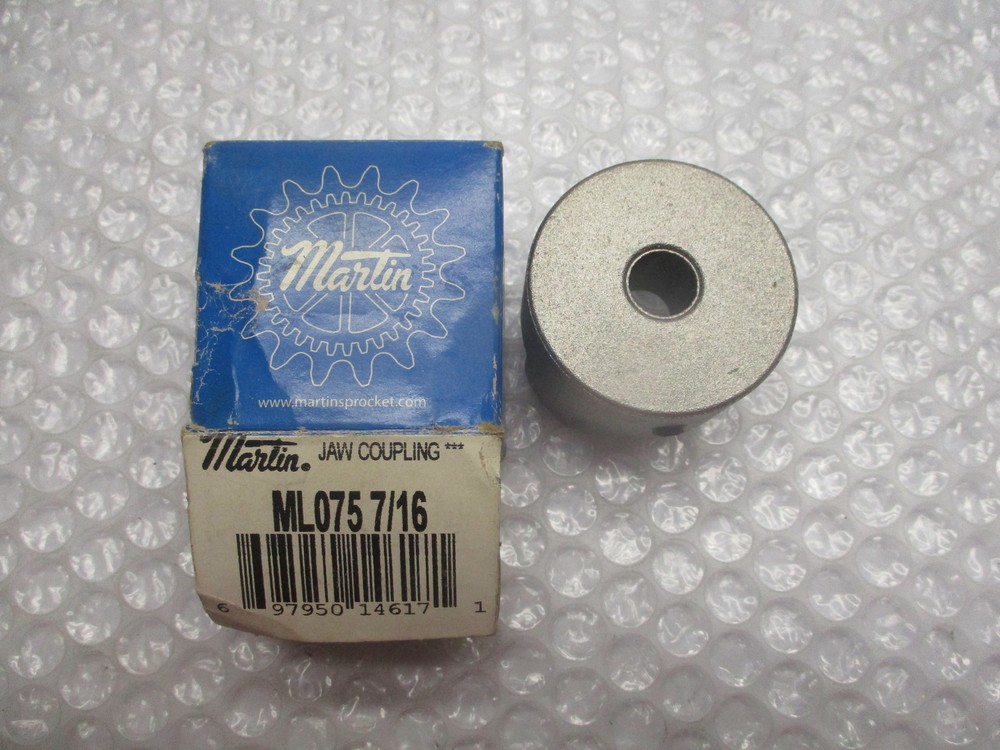 Martin
www.martinsprocket.com
Martin® JAW COUPLING ***
ML075 7/16
6 97950 14617 1